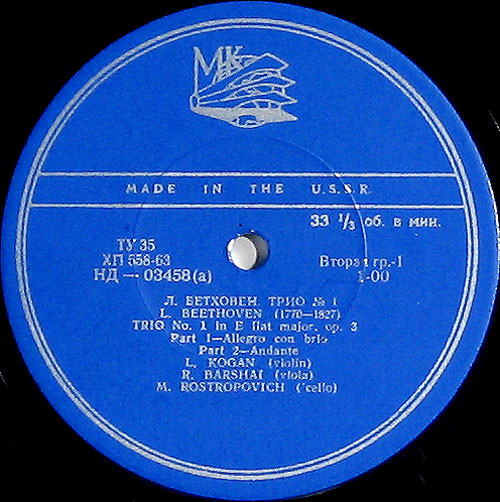 МК
MADE IN THE U.S.S.R.
33 1/3 об. в мин.
ТУ 35
ХП 558-63
НД — 03458(а)
Вторая гр.-1
1-00
Л. БЕТХОВЕН. ТРИО № 1
L. BEETHOVEN (1770—1827)
TRIO No. 1 in E flat major, op. 3
Part 1—Allegro con brio
Part 2—Andante
L. KOGAN (violin)
R. BARSHAI (viola)
M. ROSTROPOVICH ('cello)